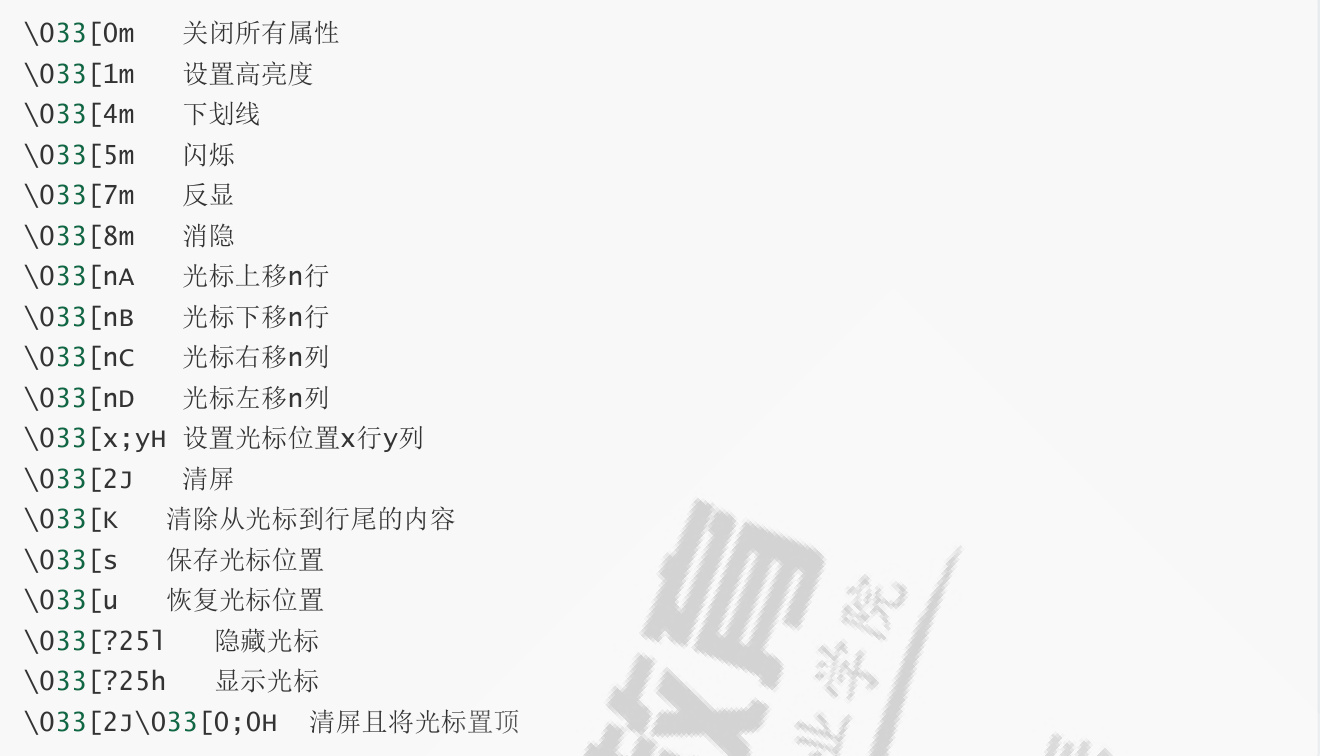 \033[0m   关闭所有属性
\033[1m   设置高亮度
\033[4m   下划线
\033[5m   闪烁
\033[7m   反显
\033[8m   消隐
\033[nA   光标上移n行
\033[nB   光标下移n行
\033[nC   光标右移n列
\033[nD   光标左移n列
\033[x;yH 设置光标位置x行y列
\033[2J   清屏
\033[K   清除从光标到行尾的内容
\033[s   保存光标位置
\033[u   恢复光标位置
\033[?25l   隐藏光标
\033[?25h   显示光标
\033[2J\033[0;0H  清屏且将光标置顶
教育
业学院